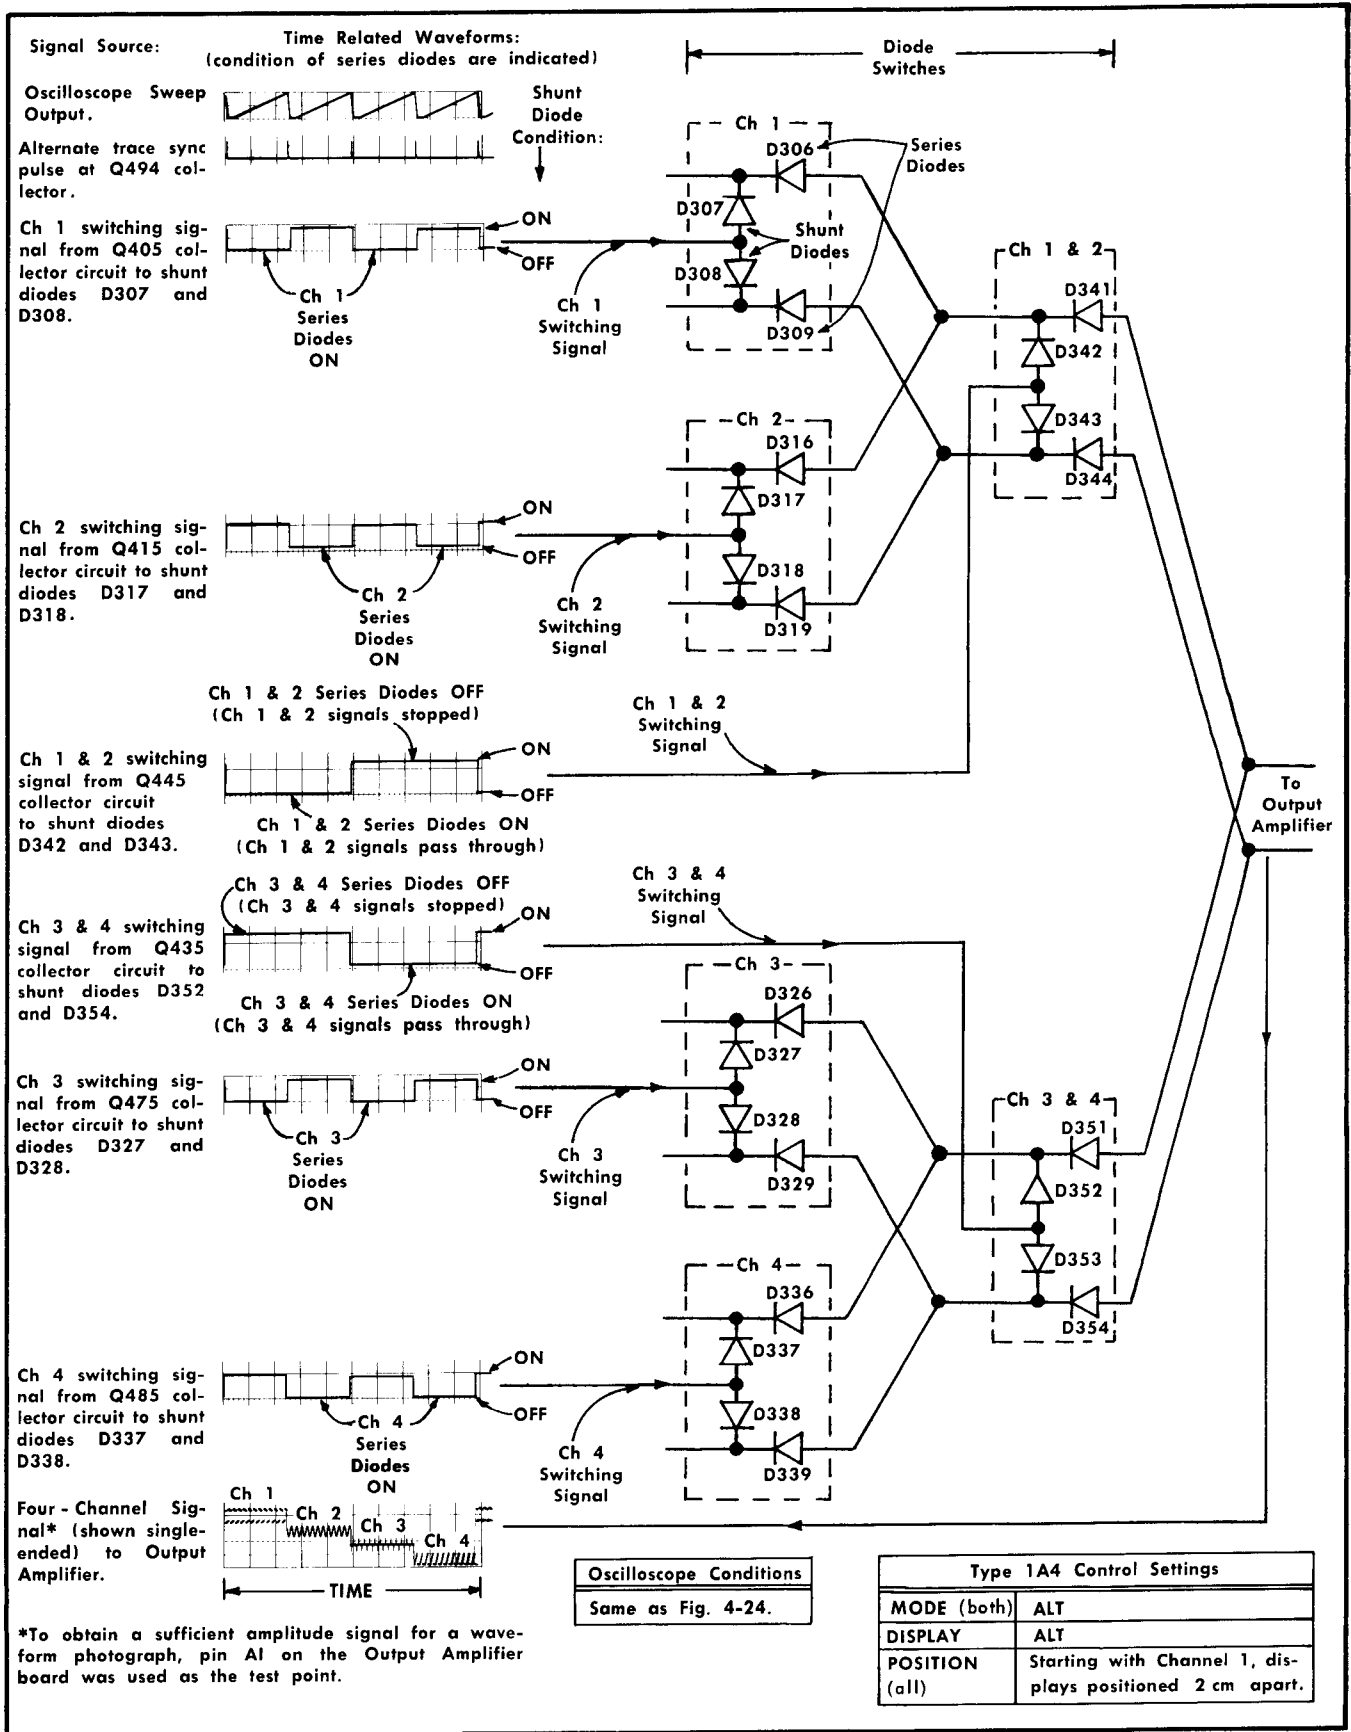 Signal Source:
Time Related Waveforms:
(condition of series diodes are indicated)
Diode
Switches
Oscilloscope Sweep
Output.
Shunt
Diode
Condition:
Alternate trace sync
pulse at Q494 col-
lector.
Ch 1
D306
Series
Diodes
D307
Shunt
Diodes
D308
D309
Ch 1 switching sig-
nal from Q405 col-
lector circuit to shunt
diodes D307 and
D308.
ON
OFF
Ch 1
Series
Diodes
ON
Ch 1
Switching
Signal
Ch 1 & 2
D341
D342
D343
D344
Ch 2
D316
D317
D318
D319
Ch 2 switching sig-
nal from Q415 col-
lector circuit to shunt
diodes D317 and
D318.
ON
OFF
Ch 2
Series
Diodes
ON
Ch 2
Switching
Signal
Ch 1 & 2 Series Diodes OFF
(Ch 1 & 2 signals stopped)
Ch 1 & 2
Switching
Signal
Ch 1 & 2 switching
signal from Q445
collector circuit
to shunt diodes
D342 and D343.
ON
OFF
Ch 1 & 2 Series Diodes ON
(Ch 1 & 2 signals pass through)
To
Output
Amplifier
Ch 3 & 4 Series Diodes OFF
(Ch 3 & 4 signals stopped)
Ch 3 & 4
Switching
Signal
Ch 3 & 4 switching
signal from Q435
collector circuit to
shunt diodes D352
and D354.
ON
OFF
Ch 3 & 4 Series Diodes ON
(Ch 3 & 4 signals pass through)
Ch 3
D326
D327
D328
D329
Ch 3 switching sig-
nal from Q475 col-
lector circuit to shunt
diodes D327 and
D328.
ON
OFF
Ch 3
Series
Diodes
ON
Ch 3
Switching
Signal
Ch 3 & 4
D351
D352
D353
D354
Ch 4
D336
D337
D338
D339
Ch 4 switching sig-
nal from Q485 col-
lector circuit to shunt
diodes D337 and
D338.
ON
OFF
Ch 4
Series
Diodes
ON
Ch 4
Switching
Signal
Four-Channel Sig-
nal* (shown single-
ended) to Output
Amplifier.
Ch 1
Ch 2
Ch 3
Ch 4
TIME
Oscilloscope Conditions
Same as Fig. 4-24.
Type 1A4 Control Settings
MODE (both) ALT
DISPLAY ALT
POSITION Starting with Channel 1, dis-
(all) plays positioned 2 cm apart.
*To obtain a sufficient amplitude signal for a wave-
form photograph, pin AI on the Output Amplifier
board was used as the test point.